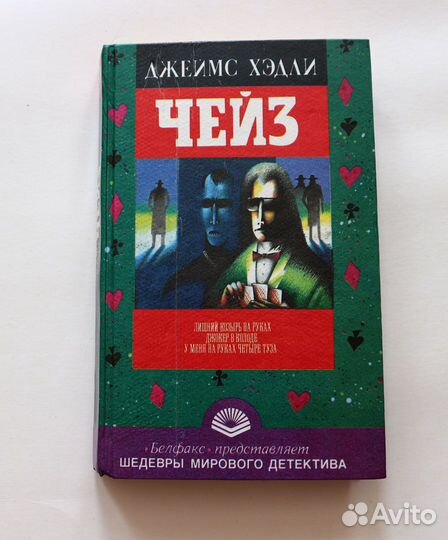 ДЖЕЙМС ХЭДЛИ
ЧЕЙЗ
ЛИШНИЙ КОЗЫРЬ НА РУКАХ
ДЖОКЕР В КОЛОДЕ
У МЕНЯ НА РУКАХ ЧЕТЫРЕ ТУЗА
«Белфакс» представляет
ШЕДЕВРЫ МИРОВОГО ДЕТЕКТИВА
Avito